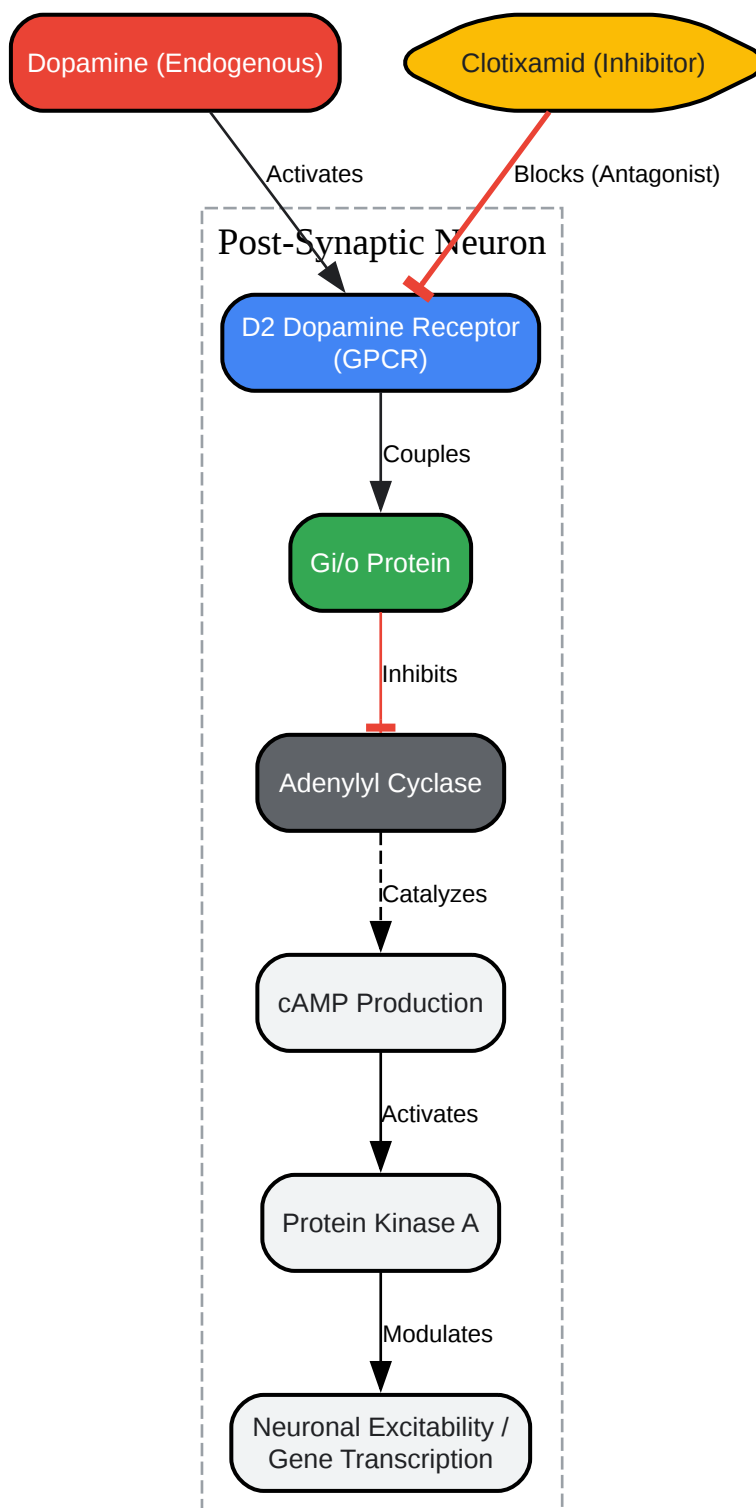 Dopamine (Endogenous)
Clotixamid (Inhibitor)
Activates
Blocks (Antagonist)
Post-Synaptic Neuron
D2 Dopamine Receptor
(GPCR)
Couples
Gi/o Protein
Inhibits
Adenylyl Cyclase
Catalyzes
cAMP Production
Activates
Protein Kinase A
Modulates
Neuronal Excitability /
Gene Transcription